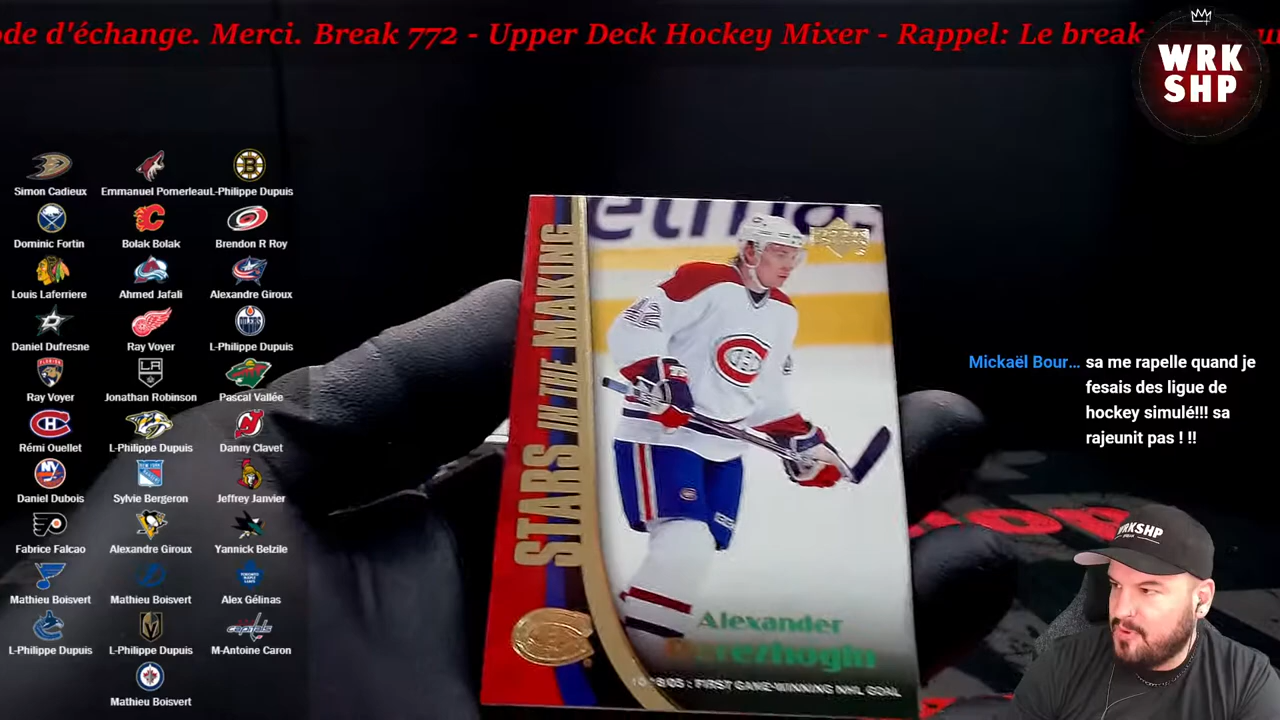 ode d'échange. Merci. Break 772 - Upper Deck Hockey Mixer - Rappel: Le break
WRK
SHP
Simon Cadieux
Emmanuel Pomerleau
L-Philippe Dupuis
Dominic Fortin
Bolak Bolak
Brendon R Roy
Louis Laferriere
Ahmed Jafali
Alexandre Giroux
Daniel Dufresne
Ray Voyer
L-Philippe Dupuis
Ray Voyer
Jonathan Robinson
Pascal Vallée
Rémi Ouellet
L-Philippe Dupuis
Danny Clavet
Daniel Dubois
Sylvie Bergeron
Jeffrey Janvier
Fabrice Falcao
Alexandre Giroux
Yannick Belzile
Mathieu Boisvert
Mathieu Boisvert
Alex Gélinas
L-Philippe Dupuis
L-Philippe Dupuis
M-Antoine Caron
Mathieu Boisvert
STARS IN THE MAKING
42
Alexander
FIRST GAME-WINNING NHL GOAL
Mickaël Bour… sa me rapelle quand je
fesais des ligue de
hockey simulé!!! sa
rajeunit pas ! !!
WRKSHP